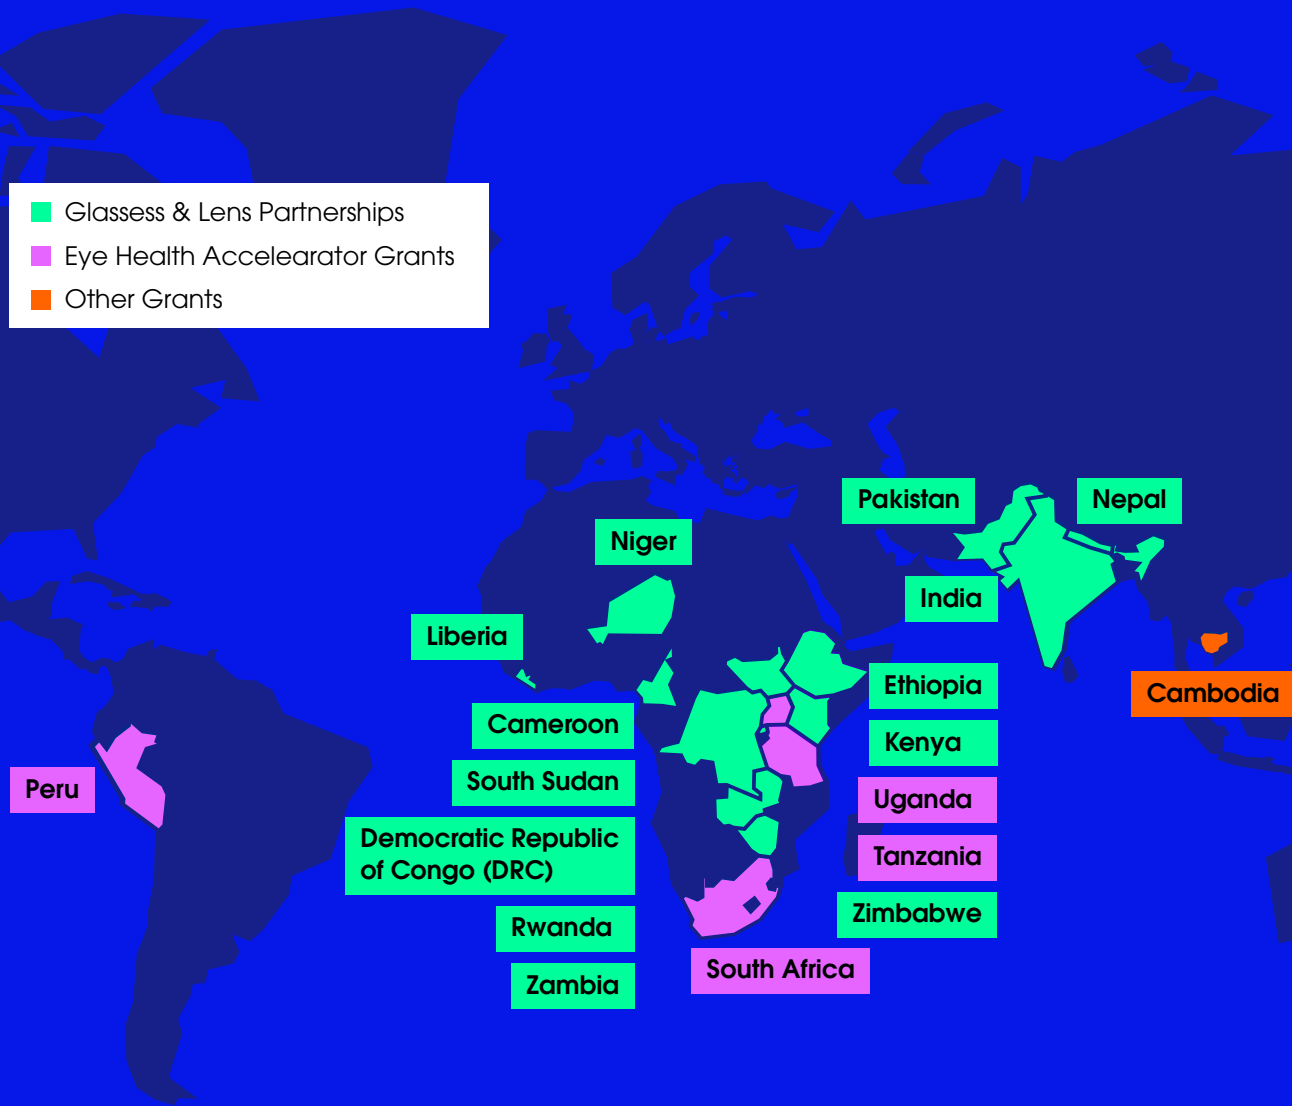 Glassess & Lens Partnerships
Eye Health Accelearator Grants
Other Grants
Pakistan
Nepal
Niger
India
Liberia
Ethiopia
Cambodia
Cameroon
Kenya
South Sudan
Peru
Uganda
Democratic Republic
of Congo (DRC)
Tanzania
Rwanda
Zimbabwe
South Africa
Zambia